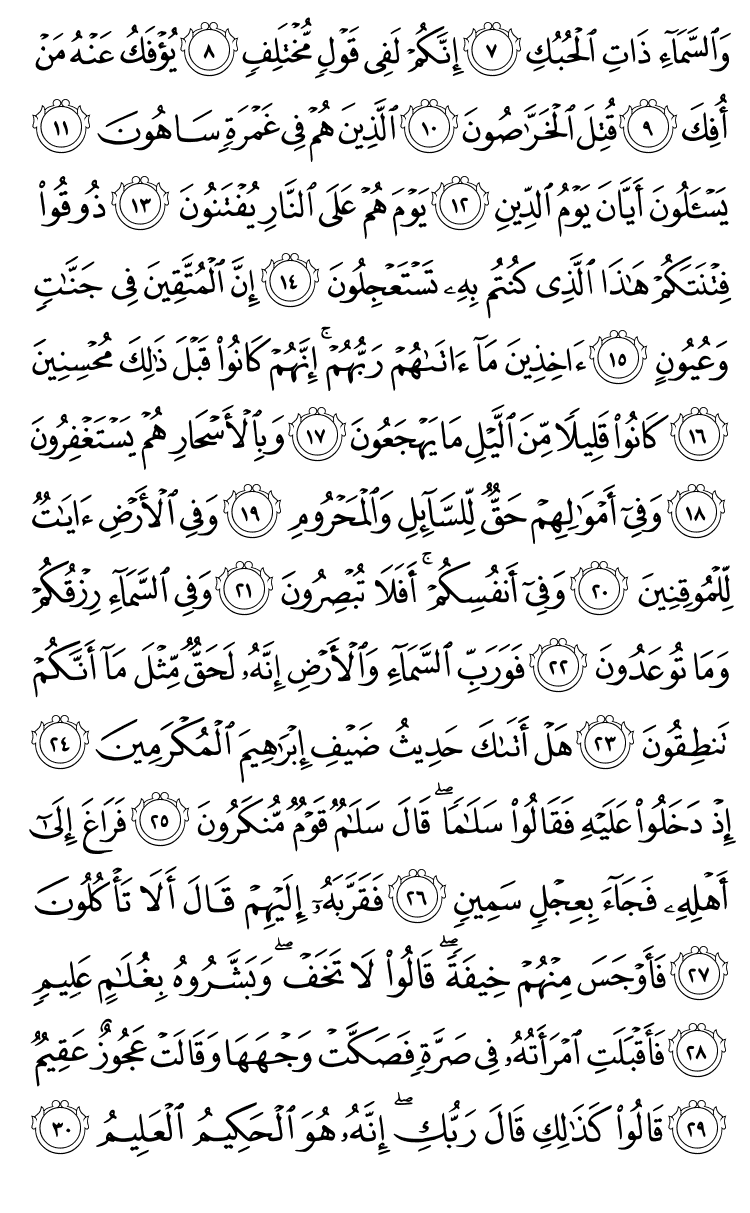 وَٱلسَّمَآءِ ذَاتِ ٱلۡحُبُكِ ٧ إِنَّكُمۡ لَفِي قَوۡلٖ مُّخۡتَلِفٖ ٨ يُؤۡفَكُ عَنۡهُ مَنۡ
أُفِكَ ٩ قُتِلَ ٱلۡخَرَّٰصُونَ ١٠ ٱلَّذِينَ هُمۡ فِي غَمۡرَةٖ سَاهُونَ ١١
يَسۡـَٔلُونَ أَيَّانَ يَوۡمُ ٱلدِّينِ ١٢ يَوۡمَ هُمۡ عَلَى ٱلنَّارِ يُفۡتَنُونَ ١٣ ذُوقُواْ
فِتۡنَتَكُمۡ هَٰذَا ٱلَّذِي كُنتُم بِهِۦ تَسۡتَعۡجِلُونَ ١٤ إِنَّ ٱلۡمُتَّقِينَ فِي جَنَّٰتٖ
وَعُيُونٍ ١٥ ءَاخِذِينَ مَآ ءَاتَىٰهُمۡ رَبُّهُمۡۚ إِنَّهُمۡ كَانُواْ قَبۡلَ ذَٰلِكَ مُحۡسِنِينَ
١٦ كَانُواْ قَلِيلٗا مِّنَ ٱلَّيۡلِ مَا يَهۡجَعُونَ ١٧ وَبِٱلۡأَسۡحَارِ هُمۡ يَسۡتَغۡفِرُونَ
١٨ وَفِيٓ أَمۡوَٰلِهِمۡ حَقّٞ لِّلسَّآئِلِ وَٱلۡمَحۡرُومِ ١٩ وَفِي ٱلۡأَرۡضِ ءَايَٰتٞ
لِّلۡمُوقِنِينَ ٢٠ وَفِيٓ أَنفُسِكُمۡۚ أَفَلَا تُبۡصِرُونَ ٢١ وَفِي ٱلسَّمَآءِ رِزۡقُكُمۡ
وَمَا تُوعَدُونَ ٢٢ فَوَرَبِّ ٱلسَّمَآءِ وَٱلۡأَرۡضِ إِنَّهُۥ لَحَقّٞ مِّثۡلَ مَآ أَنَّكُمۡ
تَنطِقُونَ ٢٣ هَلۡ أَتَىٰكَ حَدِيثُ ضَيۡفِ إِبۡرَٰهِيمَ ٱلۡمُكۡرَمِينَ ٢٤
إِذۡ دَخَلُواْ عَلَيۡهِ فَقَالُواْ سَلَٰمٗاۖ قَالَ سَلَٰمٞ قَوۡمٞ مُّنكَرُونَ ٢٥ فَرَاغَ إِلَىٰٓ
أَهۡلِهِۦ فَجَآءَ بِعِجۡلٖ سَمِينٖ ٢٦ فَقَرَّبَهُۥٓ إِلَيۡهِمۡ قَالَ أَلَا تَأۡكُلُونَ
٢٧ فَأَوۡجَسَ مِنۡهُمۡ خِيفَةٗۖ قَالُواْ لَا تَخَفۡۖ وَبَشَّرُوهُ بِغُلَٰمٍ عَلِيمٖ
٢٨ فَأَقۡبَلَتِ ٱمۡرَأَتُهُۥ فِي صَرَّةٖ فَصَكَّتۡ وَجۡهَهَا وَقَالَتۡ عَجُوزٌ عَقِيمٞ
٢٩ قَالُواْ كَذَٰلِكِ قَالَ رَبُّكِۖ إِنَّهُۥ هُوَ ٱلۡحَكِيمُ ٱلۡعَلِيمُ ٣٠